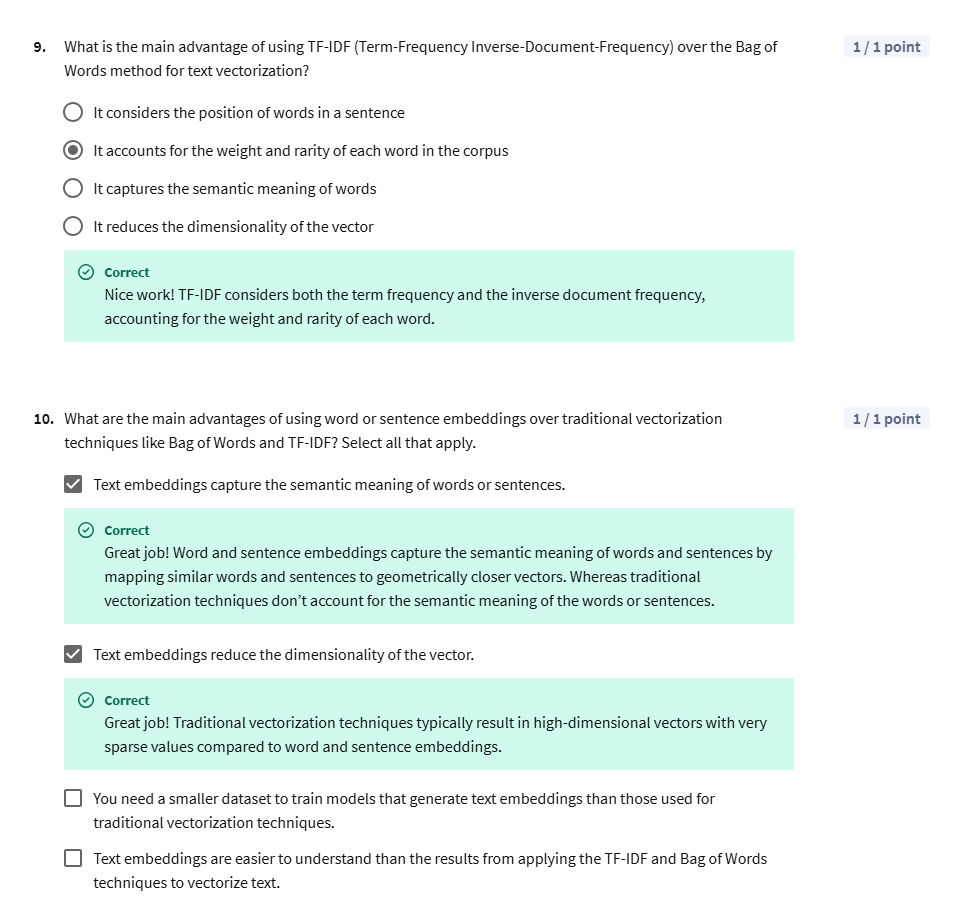 9. What is the main advantage of using TF-IDF (Term-Frequency Inverse-Document-Frequency) over the Bag of
1 / 1 point
Words method for text vectorization?
It considers the position of words in a sentence
It accounts for the weight and rarity of each word in the corpus
It captures the semantic meaning of words
It reduces the dimensionality of the vector
Correct
Nice work! TF-IDF considers both the term frequency and the inverse document frequency,
accounting for the weight and rarity of each word.
10. What are the main advantages of using word or sentence embeddings over traditional vectorization
1 / 1 point
techniques like Bag of Words and TF-IDF? Select all that apply.
Text embeddings capture the semantic meaning of words or sentences.
Correct
Great job! Word and sentence embeddings capture the semantic meaning of words and sentences by
mapping similar words and sentences to geometrically closer vectors. Whereas traditional
vectorization techniques don’t account for the semantic meaning of the words or sentences.
Text embeddings reduce the dimensionality of the vector.
Correct
Great job! Traditional vectorization techniques typically result in high-dimensional vectors with very
sparse values compared to word and sentence embeddings.
You need a smaller dataset to train models that generate text embeddings than those used for
traditional vectorization techniques.
Text embeddings are easier to understand than the results from applying the TF-IDF and Bag of Words
techniques to vectorize text.